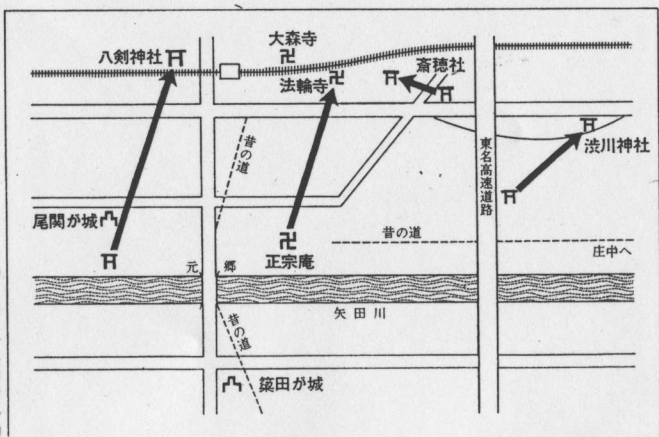 大森寺
八剣神社
法輪寺
斎穂社
渋川神社
昔の道
東名高速道路
尾関が城
昔の道
正宗庵
庄中へ
元郷
矢田川
昔の道
簗田が城